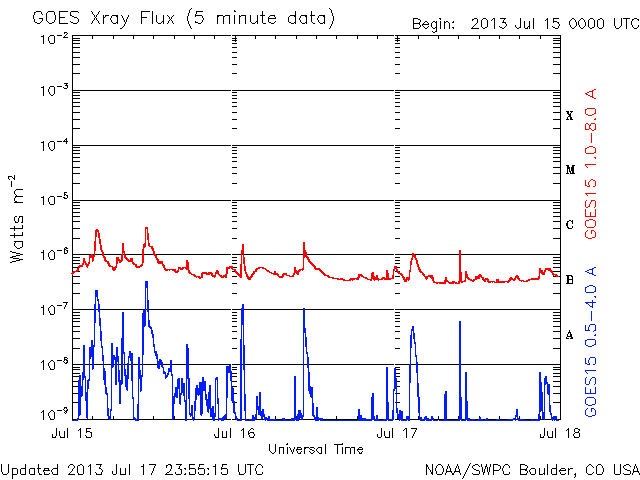 GOES Xray Flux (5 minute data)
Begin: 2013 Jul 15 0000 UTC
10⁻²
10⁻³
10⁻⁴
10⁻⁵
10⁻⁶
10⁻⁷
10⁻⁸
10⁻⁹
Watts m⁻²
X
M
C
B
A
GOES15 1.0-8.0 A
GOES15 0.5-4.0 A
Jul 15
Jul 16
Jul 17
Jul 18
Universal Time
Updated 2013 Jul 17 23:55:15 UTC
NOAA/SWPC Boulder, CO USA